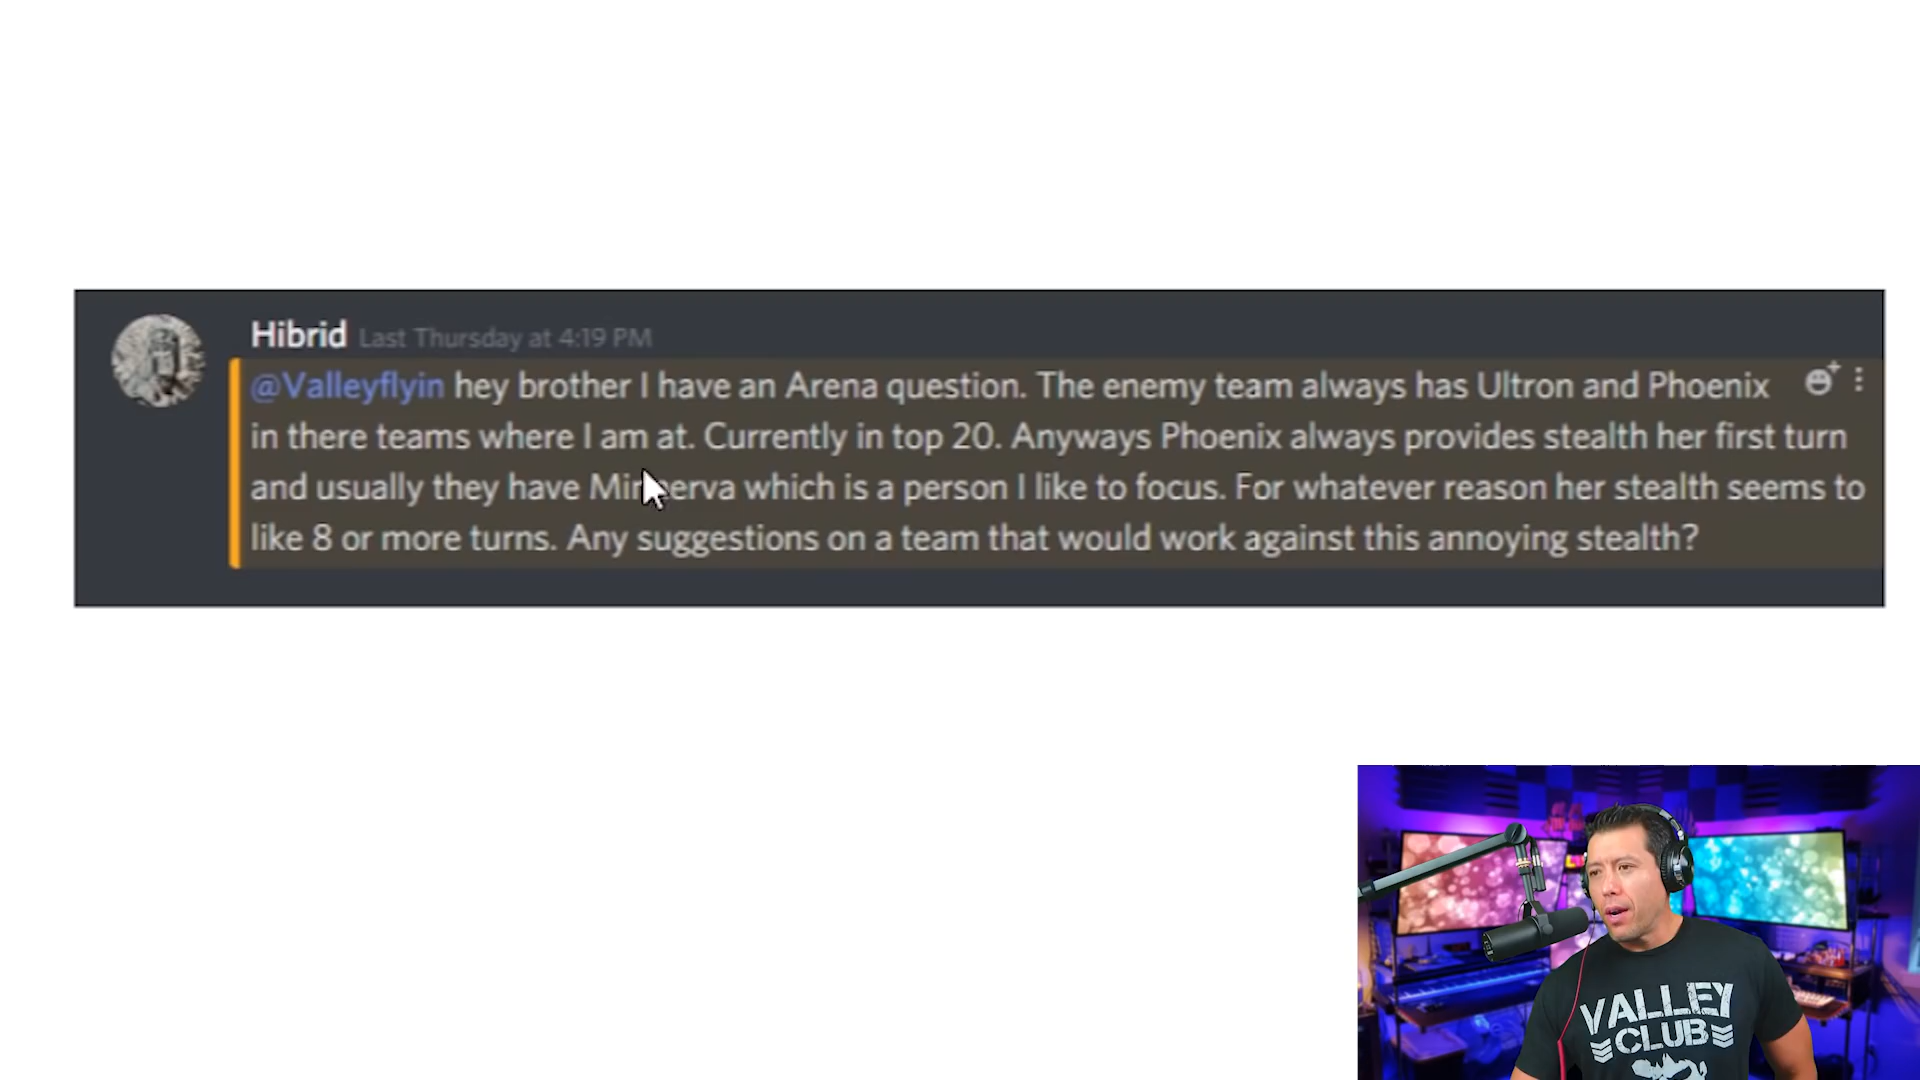 Hibrid Last Thursday at 4:19 PM
@Valleyflyin hey brother I have an Arena question. The enemy team always has Ultron and Phoenix
in there teams where I am at. Currently in top 20. Anyways Phoenix always provides stealth her first turn
and usually they have Minerva which is a person I like to focus. For whatever reason her stealth seems to
like 8 or more turns. Any suggestions on a team that would work against this annoying stealth?
VALLEY
CLUB